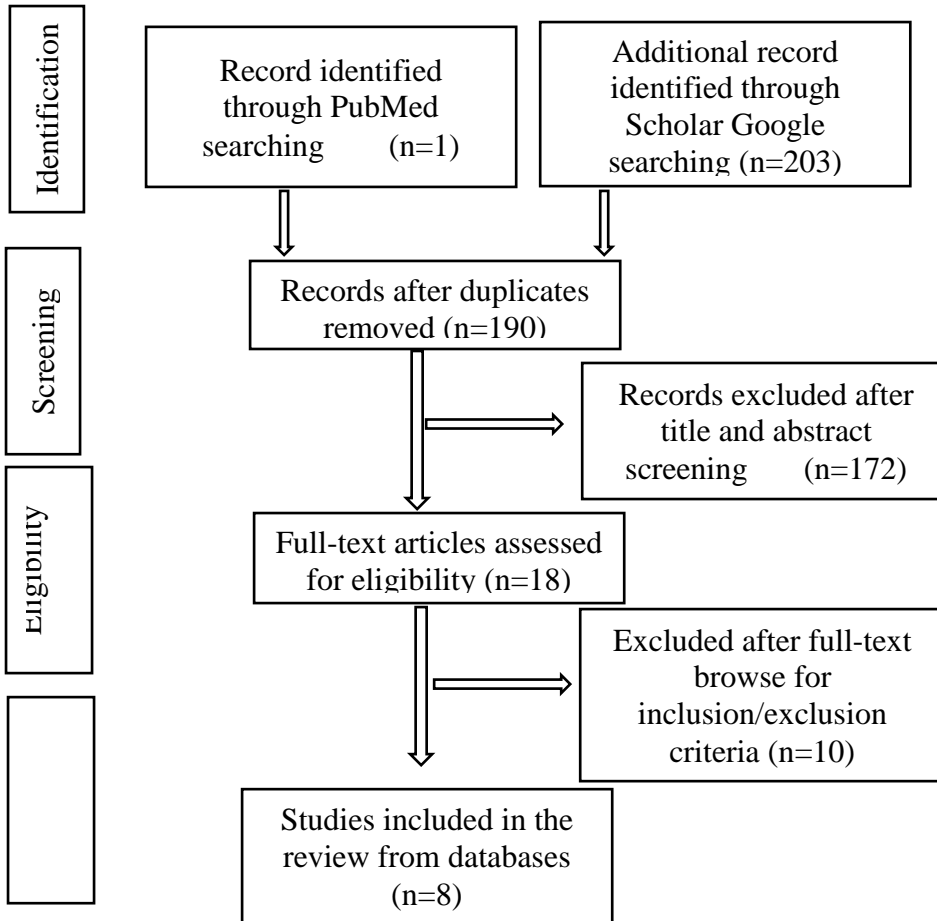 Identification
Record identified
through PubMed
searching (n=1)
Additional record
identified through
Scholar Google
searching (n=203)
Screening
Records after duplicates
removed (n=190)
Records excluded after
title and abstract
screening (n=172)
Eligibility
Full-text articles assessed
for eligibility (n=18)
Excluded after full-text
browse for
inclusion/exclusion
criteria (n=10)
Studies included in the
review from databases
(n=8)